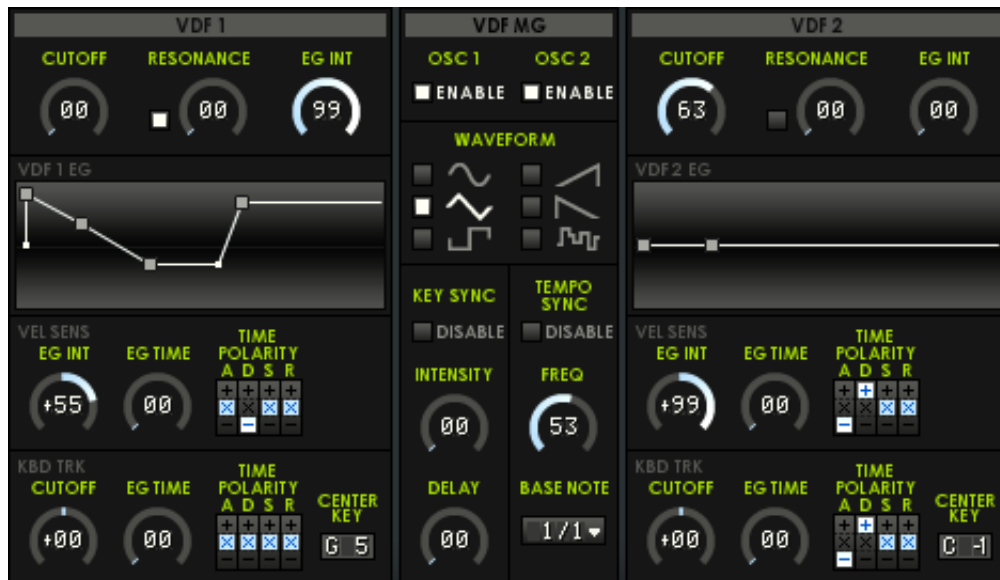 VDF 1
CUTOFF RESONANCE EG INT
00 00 99
VDF 1 EG
VEL SENS
EG INT EG TIME TIME POLARITY
A D S R
+55 00
KBD TRK
CUTOFF EG TIME TIME POLARITY CENTER KEY
A D S R
+00 00 G 5
VDF MG
OSC 1 OSC 2
ENABLE ENABLE
WAVEFORM
KEY SYNC TEMPO SYNC
DISABLE DISABLE
INTENSITY FREQ
00 53
DELAY BASE NOTE
00 1/1
VDF 2
CUTOFF RESONANCE EG INT
63 00 00
VDF 2 EG
VEL SENS
EG INT EG TIME TIME POLARITY
A D S R
+99 00
KBD TRK
CUTOFF EG TIME TIME POLARITY CENTER KEY
A D S R
+00 00 C -1